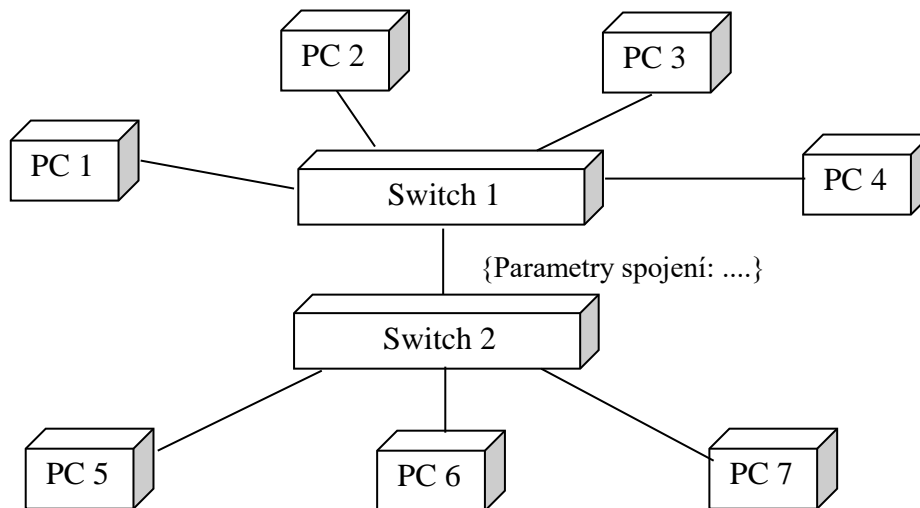 PC 2
PC 3
PC 1
Switch 1
PC 4
{Parametry spojení: ....}
Switch 2
PC 5
PC 6
PC 7